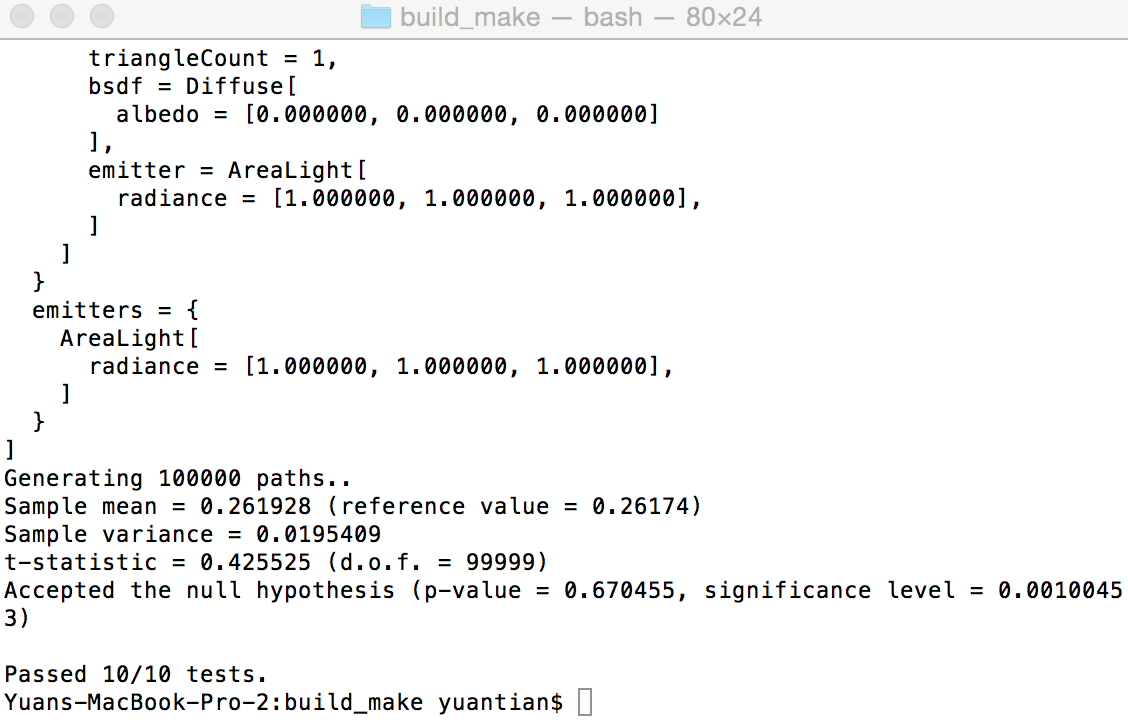 build_make — bash — 80×24
triangleCount = 1,
bsdf = Diffuse[
albedo = [0.000000, 0.000000, 0.000000]
],
emitter = AreaLight[
radiance = [1.000000, 1.000000, 1.000000],
]
]
}
emitters = {
AreaLight[
radiance = [1.000000, 1.000000, 1.000000],
]
}
]
Generating 100000 paths..
Sample mean = 0.261928 (reference value = 0.26174)
Sample variance = 0.0195409
t-statistic = 0.425525 (d.o.f. = 99999)
Accepted the null hypothesis (p-value = 0.670455, significance level = 0.0010045
3)
Passed 10/10 tests.
Yuans-MacBook-Pro-2:build_make yuantian$